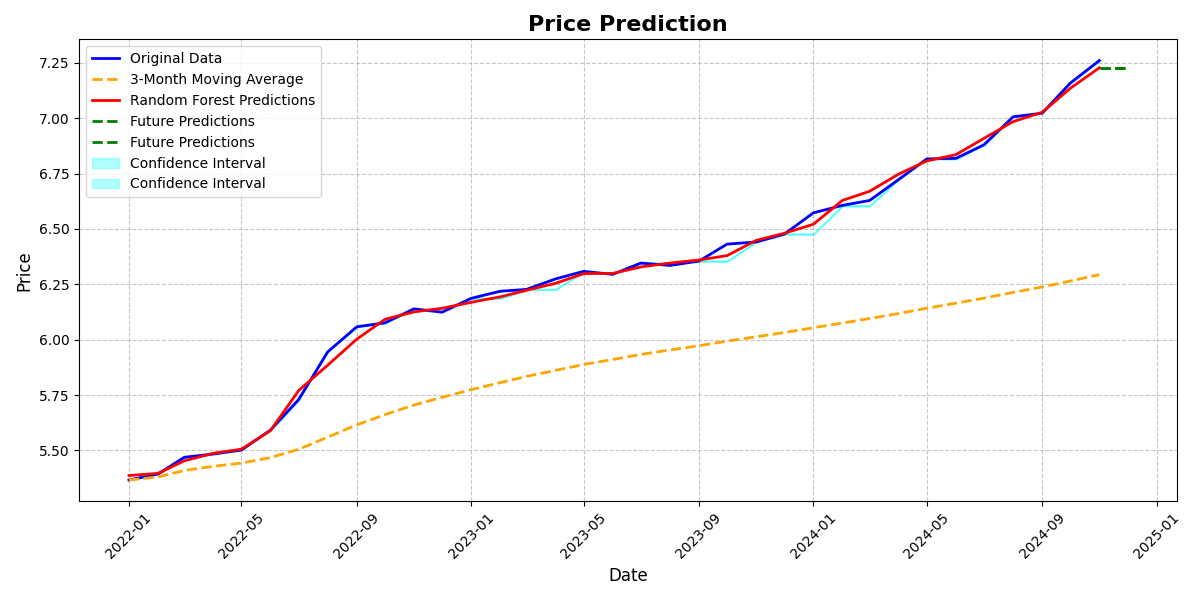 Price Prediction
Original Data
3-Month Moving Average
Random Forest Predictions
Future Predictions
Future Predictions
Confidence Interval
Confidence Interval
Price
7.25
7.00
6.75
6.50
6.25
6.00
5.75
5.50
2022-01
2022-05
2022-09
2023-01
2023-05
2023-09
2024-01
2024-05
2024-09
2025-01
Date